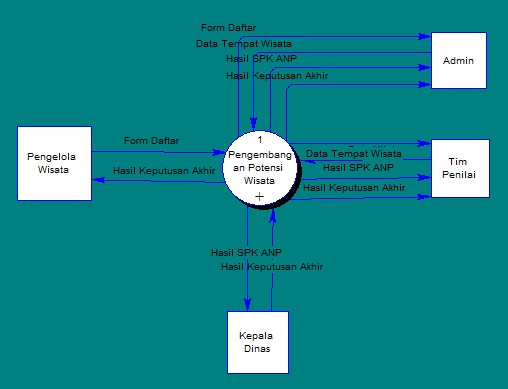 Form Daftar
Data Tempat Wisata
Hasil SPK ANP
Hasil Keputusan Akhir
Admin
Form Daftar
Hasil Keputusan Akhir
Pengelola
Wisata
1
Pengembang
an Potensi
Wisata
+
Data Tempat Wisata
Hasil SPK ANP
Hasil Keputusan Akhir
Tim
Penilai
Hasil SPK ANP
Hasil Keputusan Akhir
Kepala
Dinas